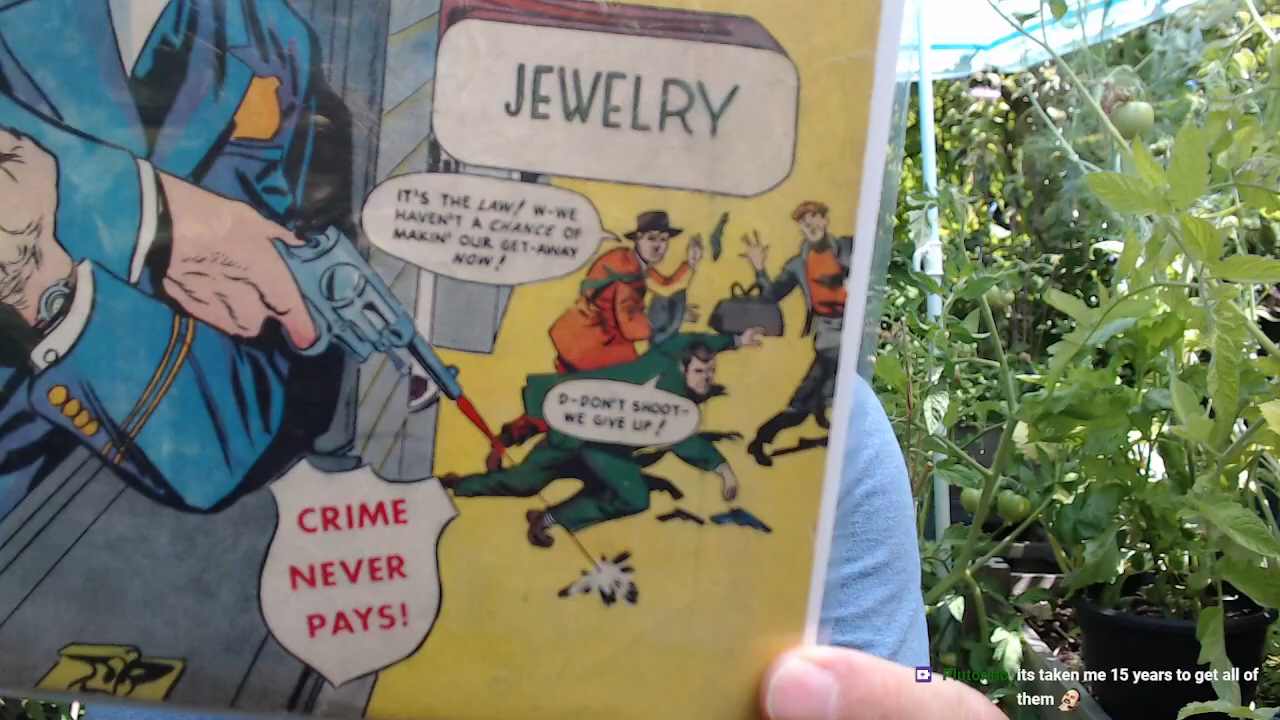 JEWELRY
IT'S THE LAW! W-WE
HAVEN'T A CHANCE OF
MAKIN' OUR GET-AWAY
NOW!
D-DON'T SHOOT-
WE GIVE UP!
CRIME
NEVER
PAYS!
its taken me 15 years to get all of
them